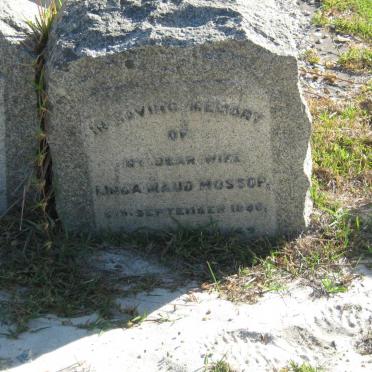 IN LOVING MEMORY
OF
MY DEAR WIFE
LINDA MAUD MOSSOP,
SEPTEMBER